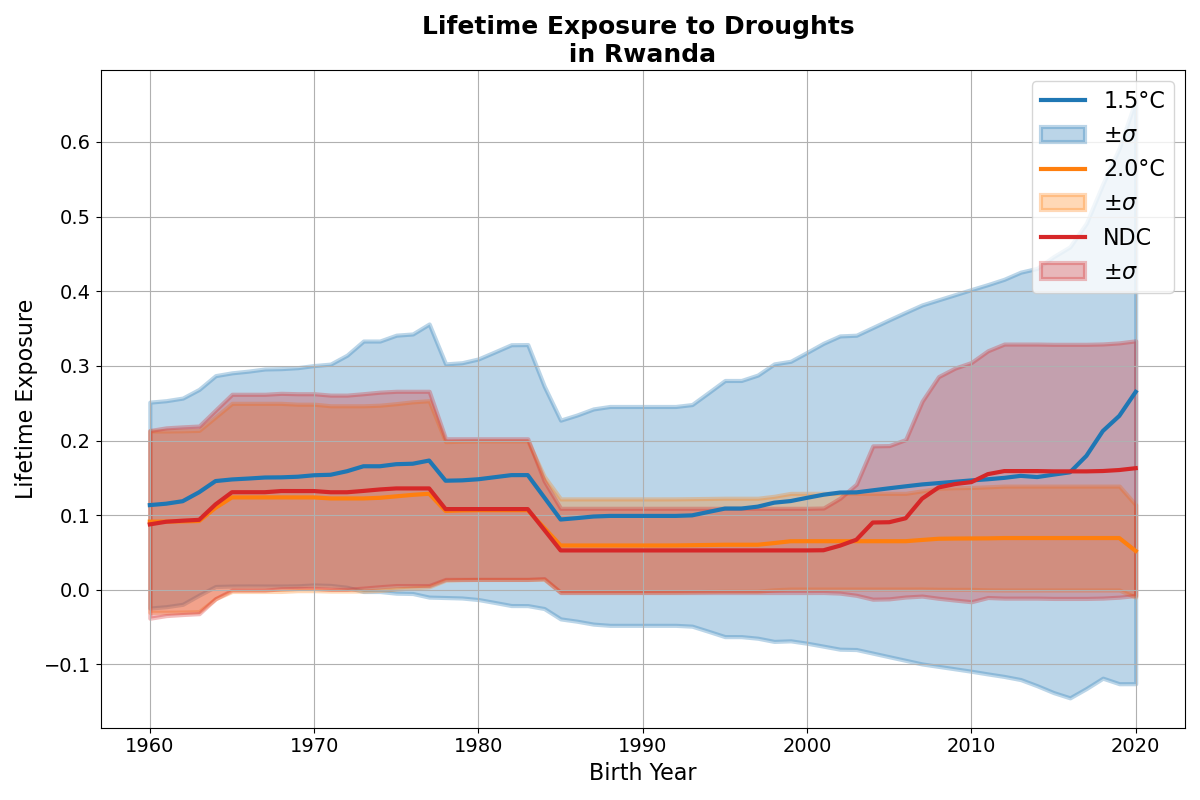 Lifetime Exposure to Droughts
in Rwanda
1.5°C
±σ
2.0°C
±σ
NDC
±σ
Lifetime Exposure
0.6
0.5
0.4
0.3
0.2
0.1
0.0
−0.1
1960
1970
1980
1990
2000
2010
2020
Birth Year